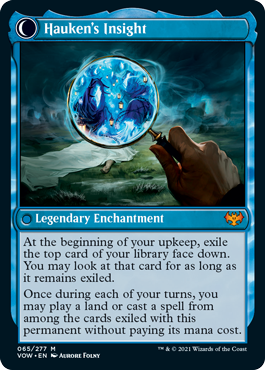 Hauken's Insight
Legendary Enchantment
At the beginning of your upkeep, exile
the top card of your library face down.
You may look at that card for as long as
it remains exiled.
Once during each of your turns, you
may play a land or cast a spell from
among the cards exiled with this
permanent without paying its mana cost.
065/277 M
VOW • EN AURORE FOLNY
™ & © 2021 Wizards of the Coast